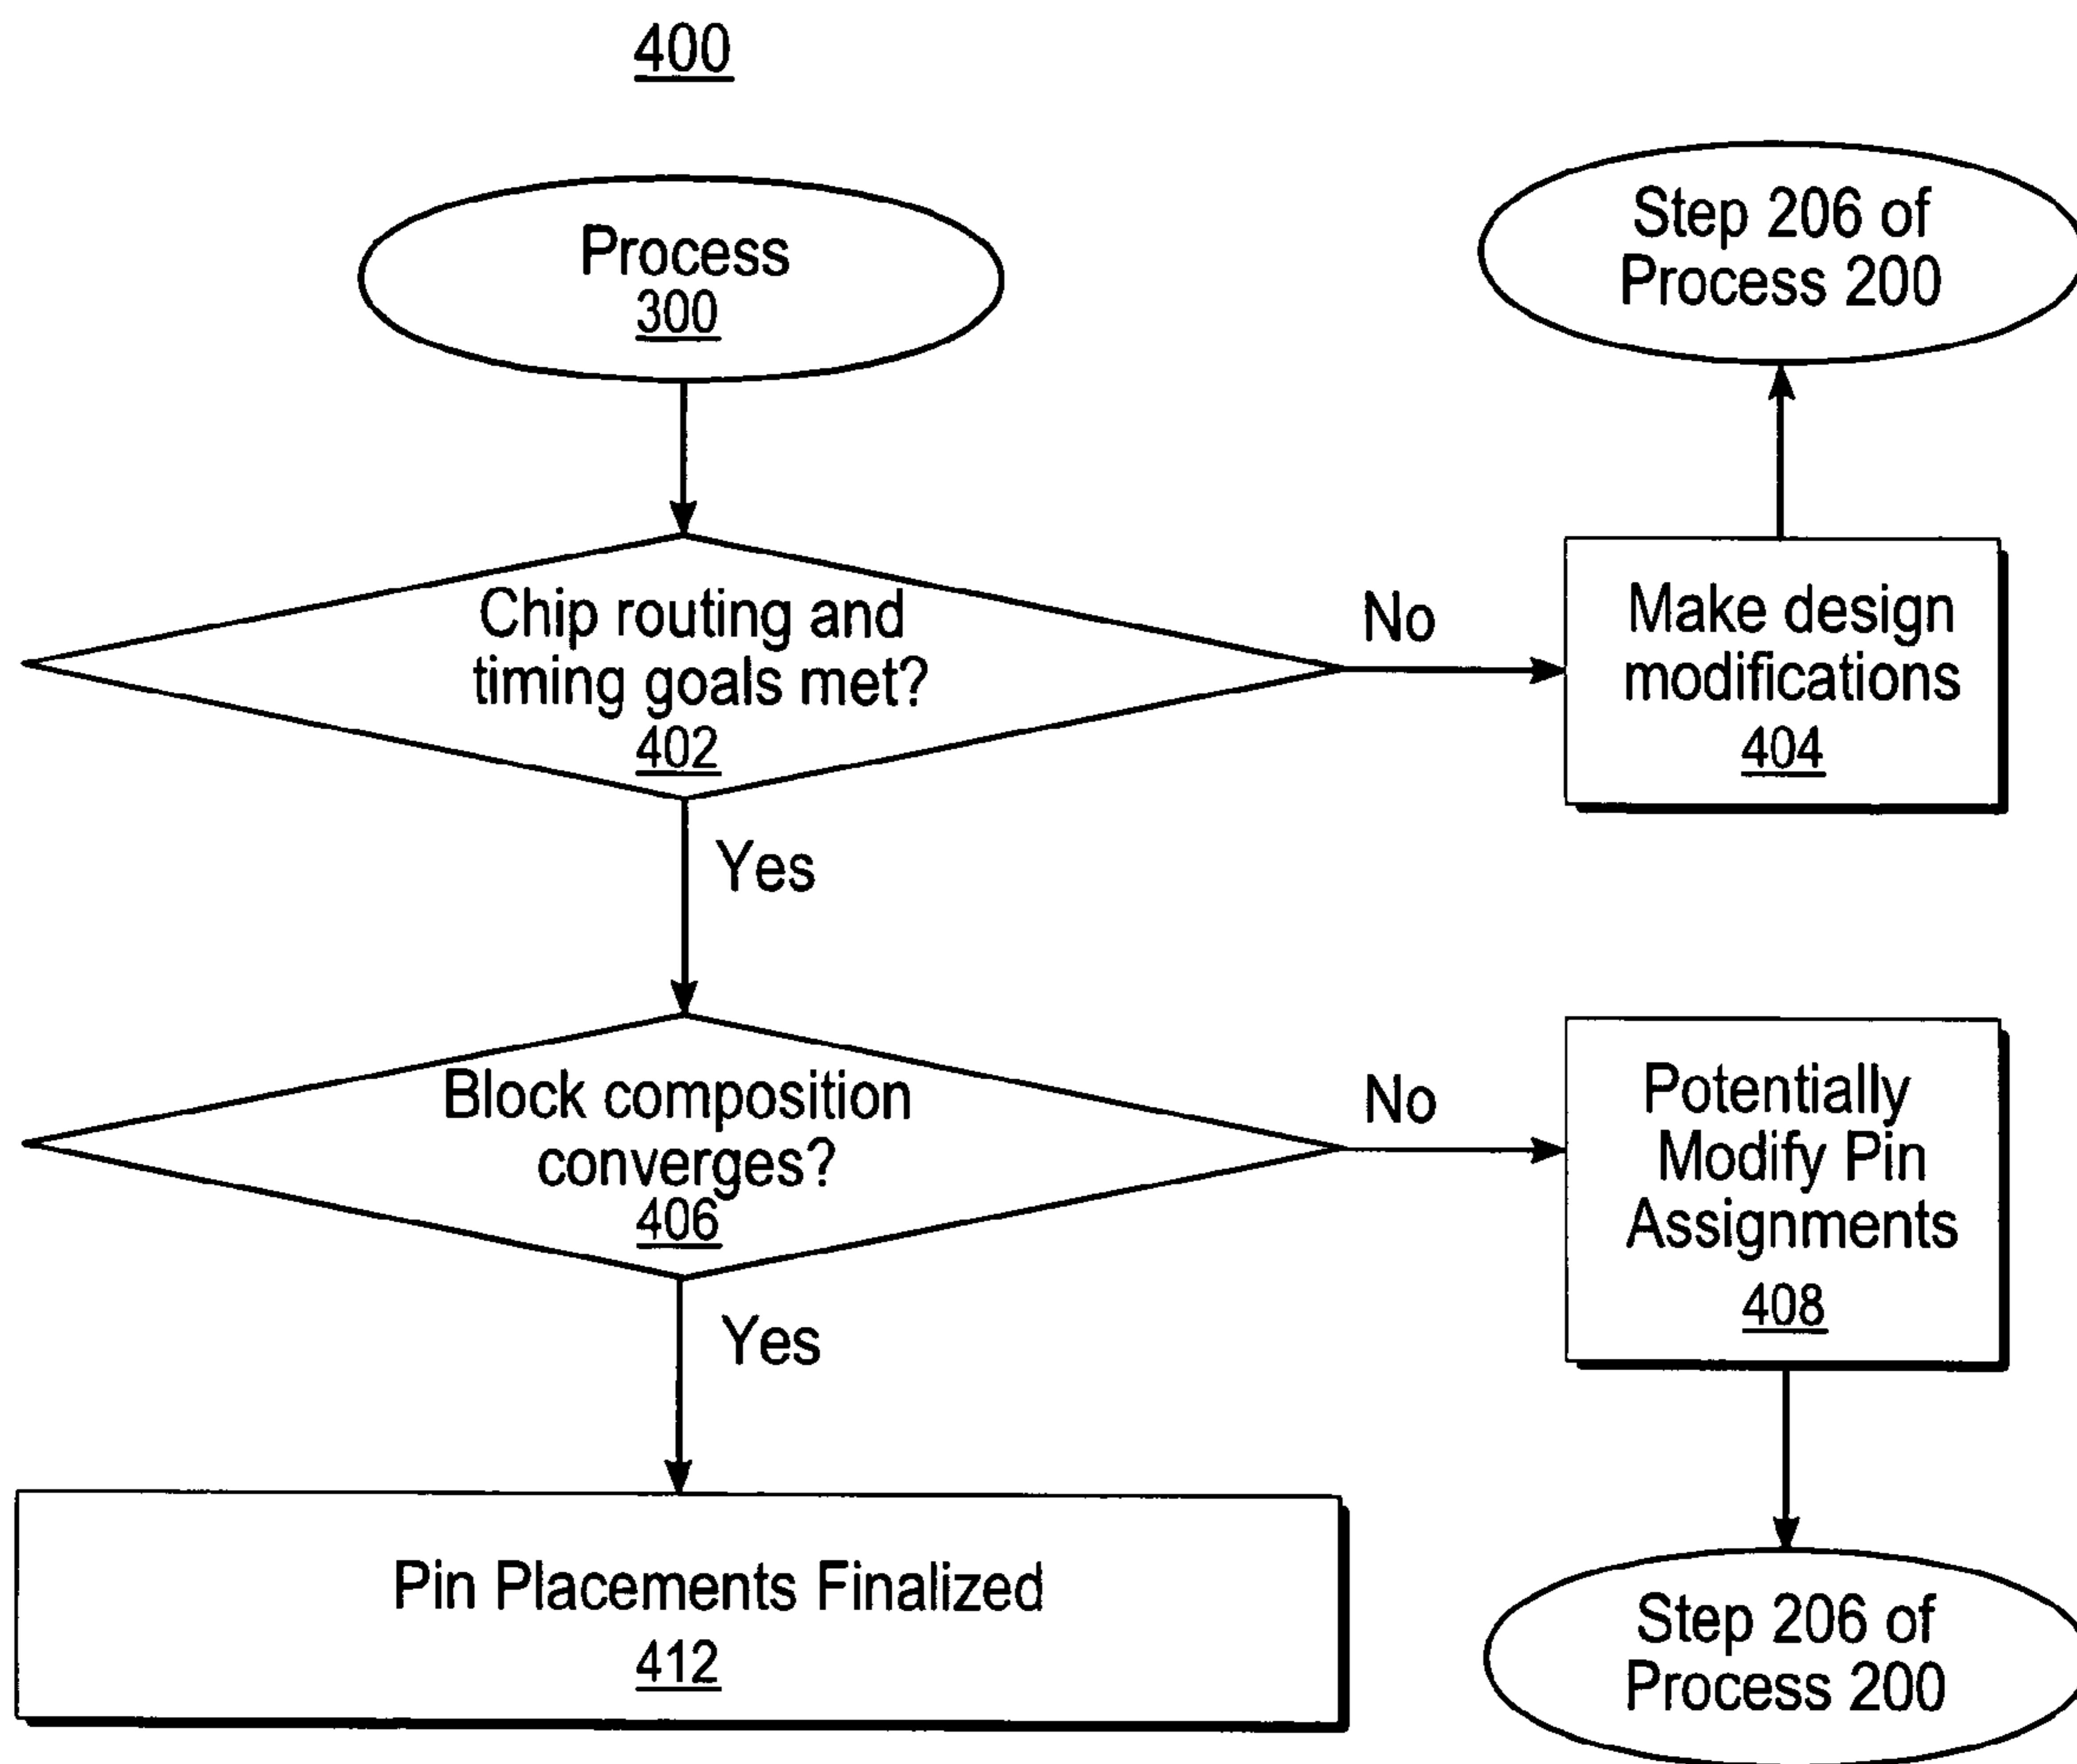 400
Process
300
Step 206 of
Process 200
Chip routing and
timing goals met?
402
No
Make design
modifications
404
Yes
Block composition
converges?
406
No
Potentially
Modify Pin
Assignments
408
Yes
Pin Placements Finalized
412
Step 206 of
Process 200